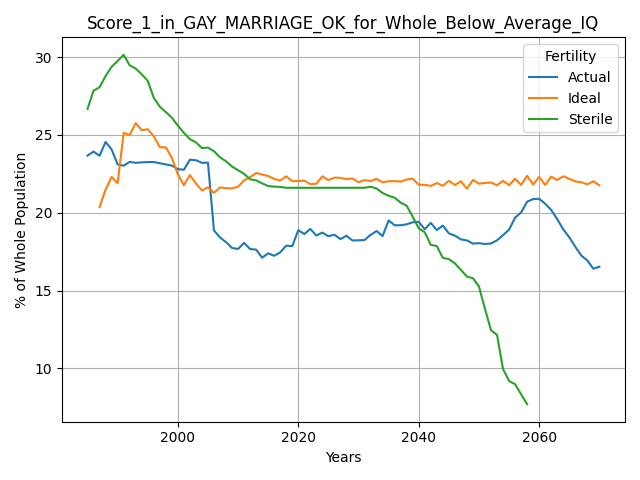 Score_1_in_GAY_MARRIAGE_OK_for_Whole_Below_Average_IQ
% of Whole Population
30
25
20
15
10
Fertility
Actual
Ideal
Sterile
2000
2020
2040
2060
Years